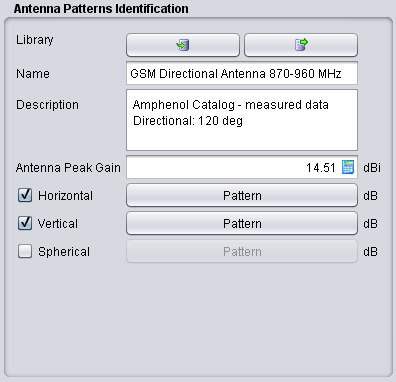 Antenna Patterns Identification
Library
Name GSM Directional Antenna 870-960 MHz
Description Amphenol Catalog - measured data
Directional: 120 deg
Antenna Peak Gain 14.51 dBi
Horizontal Pattern dB
Vertical Pattern dB
Spherical Pattern dB